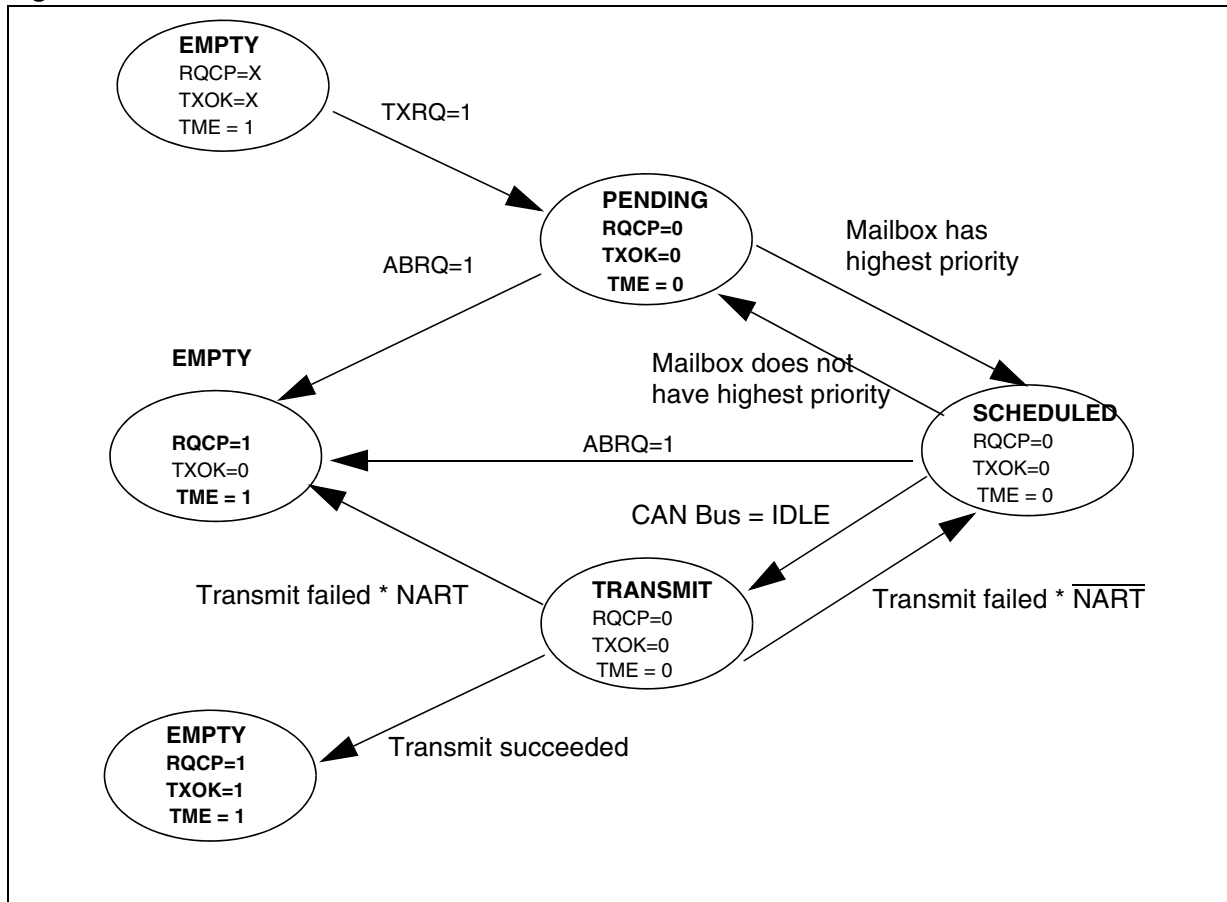 EMPTY
RQCP=X
TXOK=X
TME = 1
TXRQ=1
PENDING
RQCP=0
TXOK=0
TME = 0
Mailbox has
highest priority
ABRQ=1
EMPTY
RQCP=1
TXOK=0
TME = 1
Mailbox does not
have highest priority
SCHEDULED
RQCP=0
TXOK=0
TME = 0
ABRQ=1
CAN Bus = IDLE
Transmit failed * NART
TRANSMIT
RQCP=0
TXOK=0
TME = 0
Transmit failed * N̅A̅R̅T̅
EMPTY
RQCP=1
TXOK=1
TME = 1
Transmit succeeded